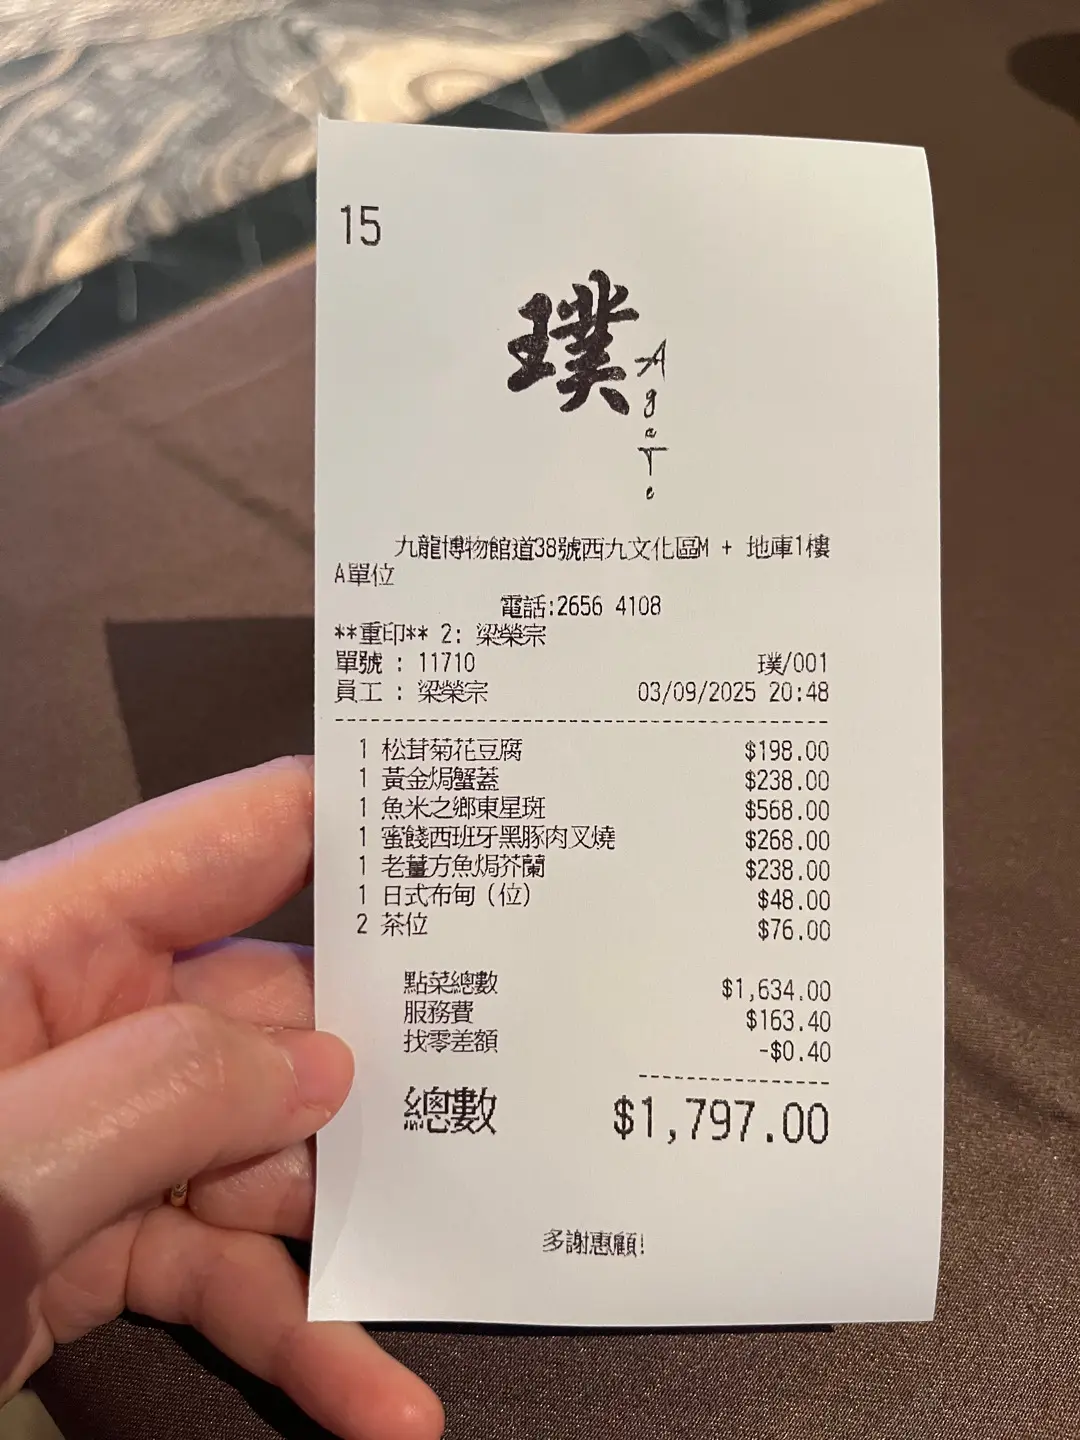 15
璞
AgaTe
九龍博物館道38號西九文化區M + 地庫1樓
A單位
電話:2656 4108
**重印** 2: 梁榮宗
單號 : 11710 璞/001
員工 : 梁榮宗 03/09/2025 20:48
1 松茸菊花豆腐 $198.00
1 黃金焗蟹蓋 $238.00
1 魚米之鄉東星斑 $568.00
1 蜜餞西班牙黑豚肉叉燒 $268.00
1 老薑方魚焗芥蘭 $238.00
1 日式布甸(位) $48.00
2 茶位 $76.00
點菜總數 $1,634.00
服務費 $163.40
找零差額 -$0.40
總數 $1,797.00
多謝惠顧!